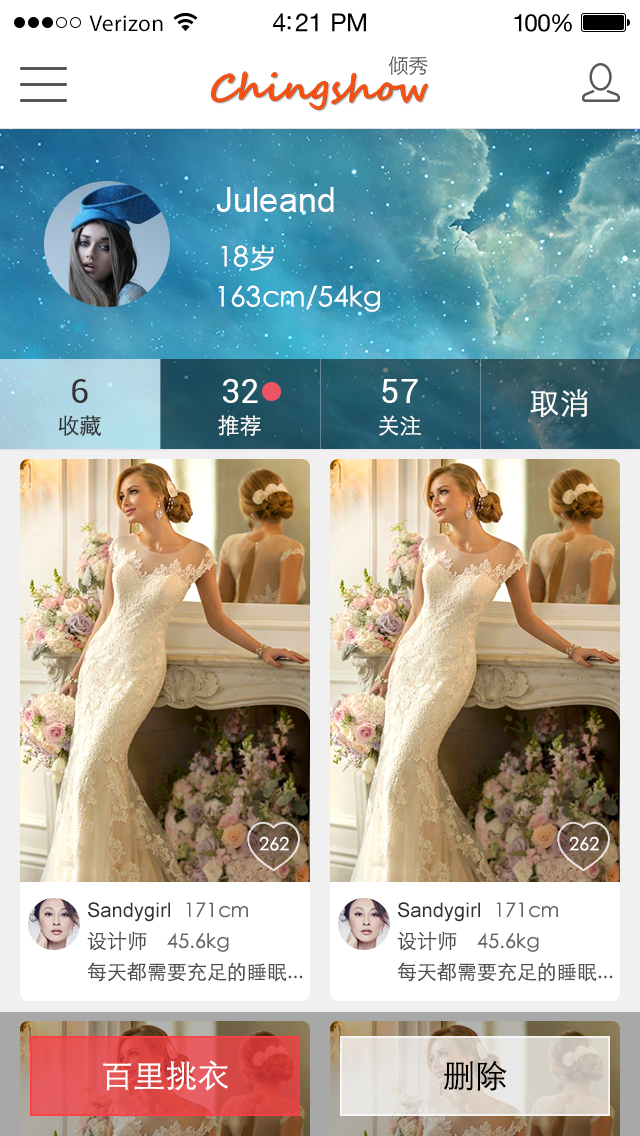 Verizon 4:21 PM 100%
倾秀
Chingshow
Juleand
18岁
163cm/54kg
6 32 57 取消
收藏 推荐 关注
262 262
Sandygirl 171cm Sandygirl 171cm
设计师 45.6kg 设计师 45.6kg
每天都需要充足的睡眠... 每天都需要充足的睡眠...
百里挑衣 删除